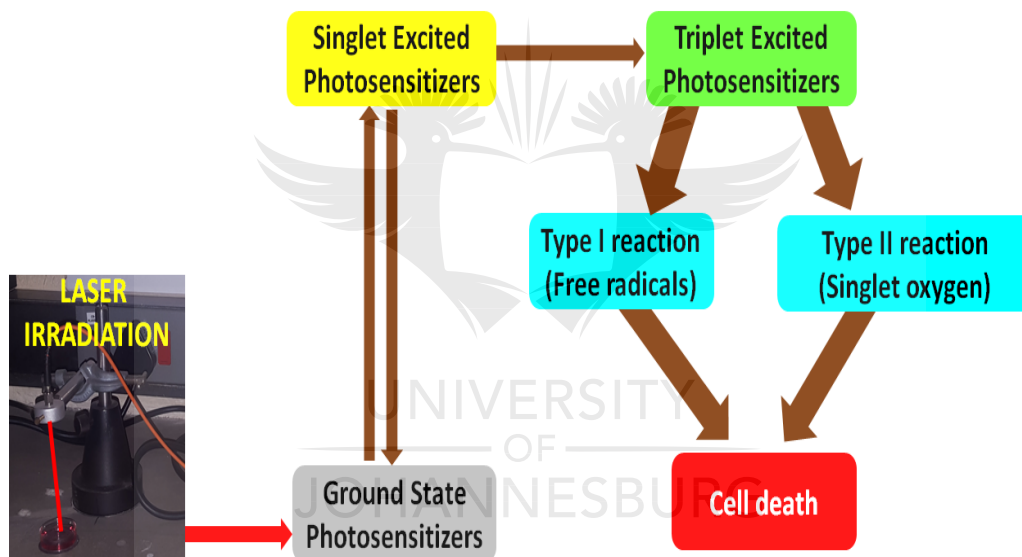 Singlet Excited
Photosensitizers
Triplet Excited
Photosensitizers
Type I reaction
(Free radicals)
Type II reaction
(Singlet oxygen)
LASER
IRRADIATION
UNIVERSITY
OF
JOHANNESBURG
Ground State
Photosensitizers
Cell death